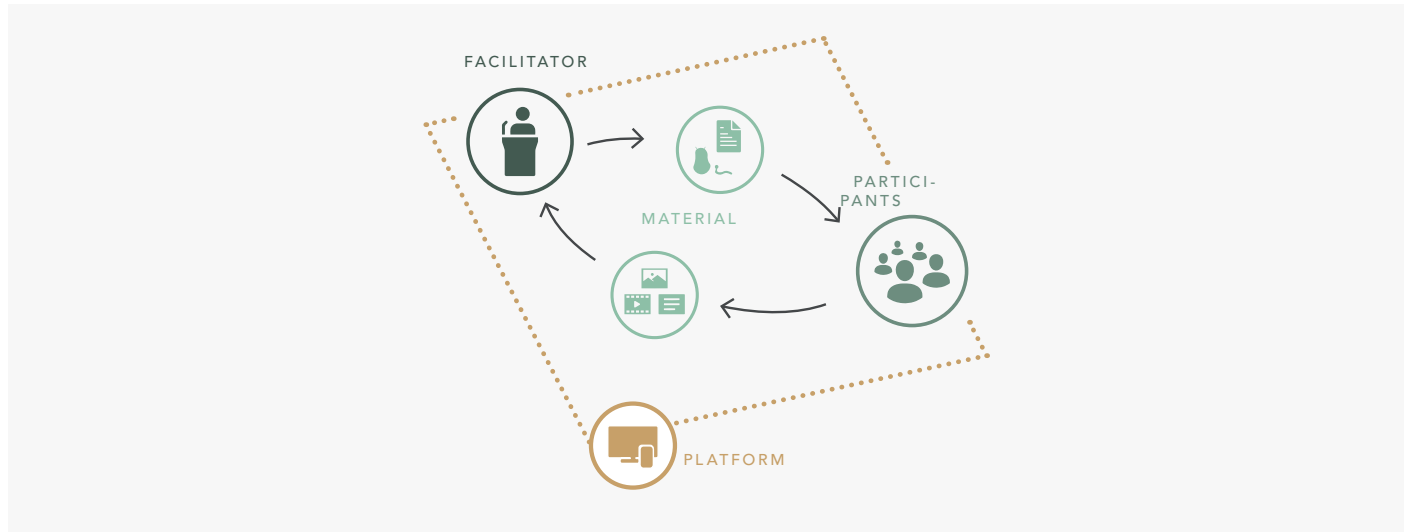 FACILITATOR
PARTICI-
PANTS
MATERIAL
PLATFORM